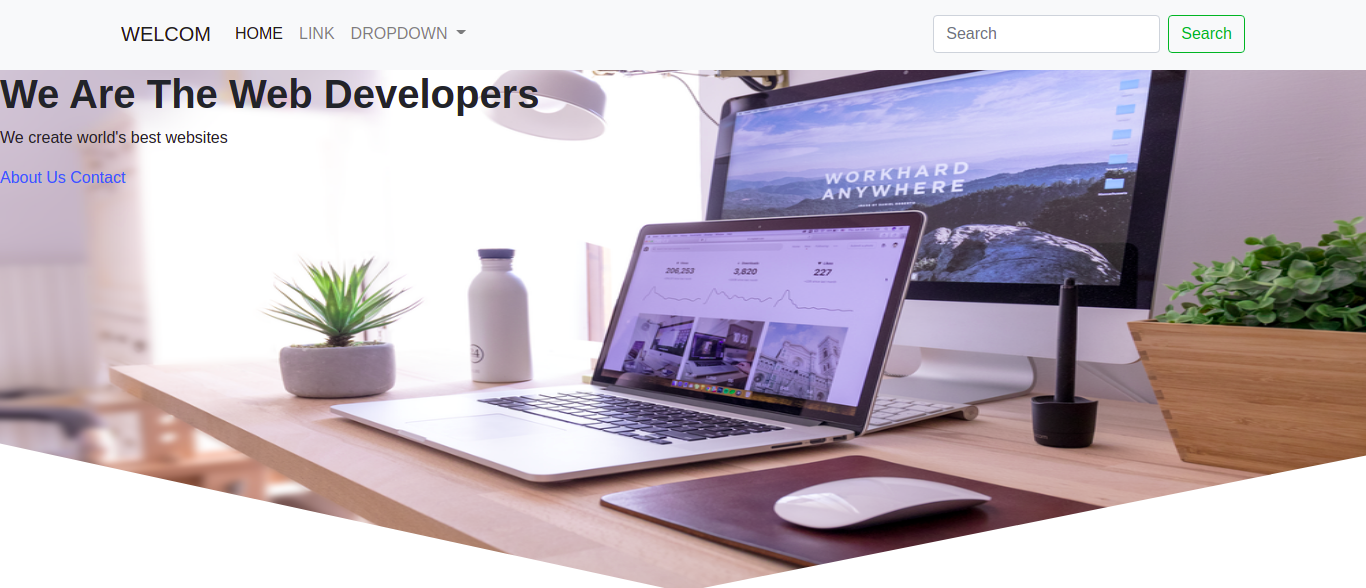 WELCOM HOME LINK DROPDOWN Search Search
We Are The Web Developers
We create world's best websites
About Us Contact
WORKHARD
ANYWHERE
206,253 3,820 227